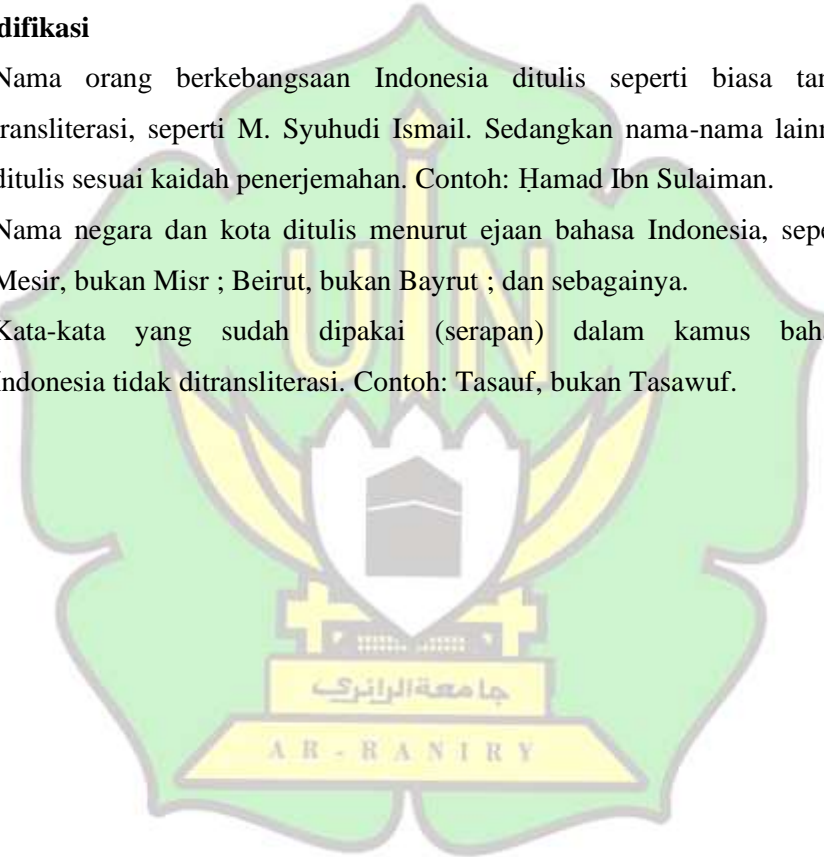 difikasi
Nama orang berkebangsaan Indonesia ditulis seperti biasa tan
ransliterasi, seperti M. Syuhudi Ismail. Sedangkan nama-nama lainn
ditulis sesuai kaidah penerjemahan. Contoh: Ḥamad Ibn Sulaiman.
Nama negara dan kota ditulis menurut ejaan bahasa Indonesia, sepe
Mesir, bukan Misr ; Beirut, bukan Bayrut ; dan sebagainya.
Kata-kata yang sudah dipakai (serapan) dalam kamus baha
Indonesia tidak ditransliterasi. Contoh: Tasauf, bukan Tasawuf.
UIN
جامعةالرانري
AR-RANIRY